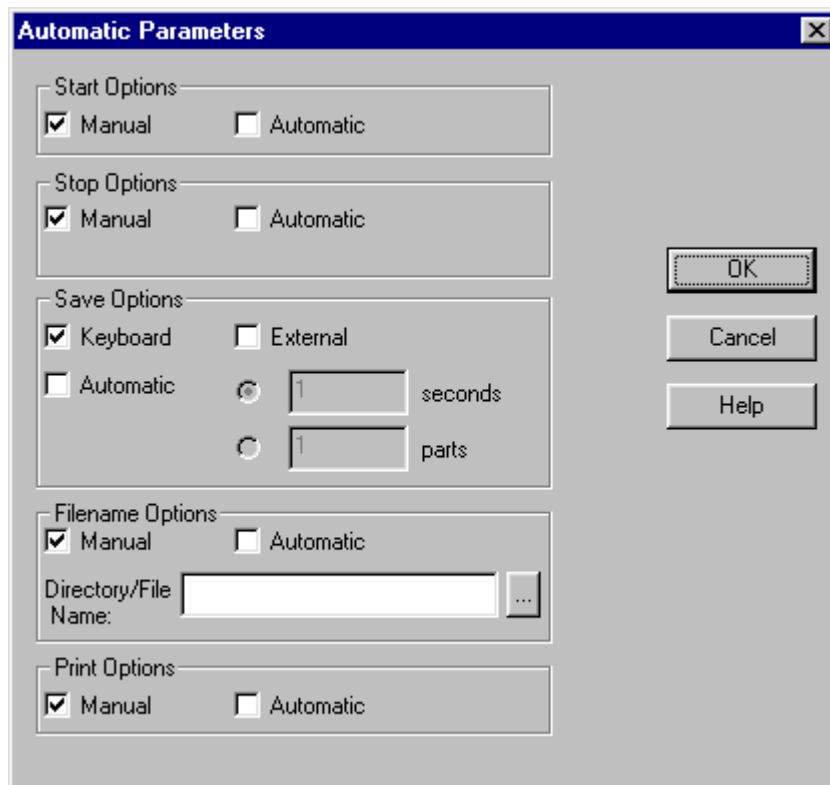 Automatic Parameters
Start Options
Manual Automatic
Stop Options
Manual Automatic
OK
Save Options
Keyboard External
Cancel
Automatic 1 seconds
Help
1 parts
Filename Options
Manual Automatic
Directory/File
Name:
...
Print Options
Manual Automatic